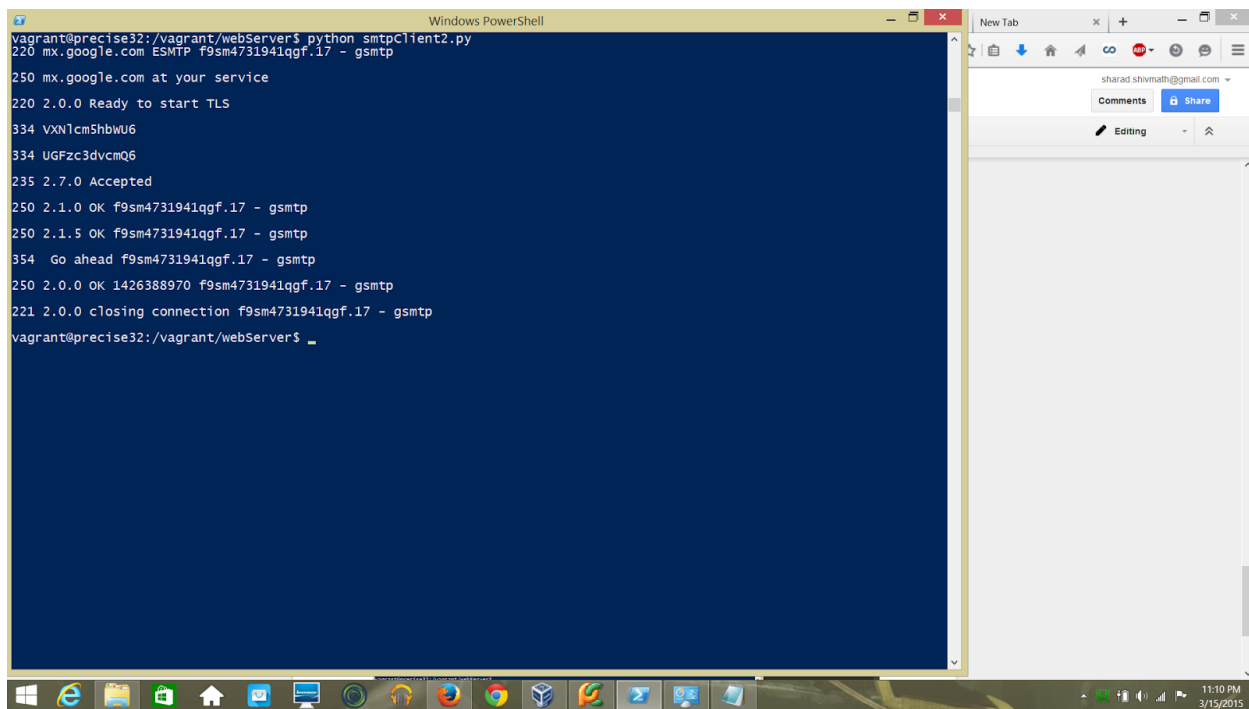 Windows PowerShell
vagrant@precise32:/vagrant/webServer$ python smtpClient2.py
220 mx.google.com ESMTP f9sm4731941qgf.17 - gsmtp
250 mx.google.com at your service
220 2.0.0 Ready to start TLS
334 VXNlcm5hbWU6
334 UGFzc3dvcmQ6
235 2.7.0 Accepted
250 2.1.0 OK f9sm4731941qgf.17 - gsmtp
250 2.1.5 OK f9sm4731941qgf.17 - gsmtp
354  Go ahead f9sm4731941qgf.17 - gsmtp
250 2.0.0 OK 1426388970 f9sm4731941qgf.17 - gsmtp
221 2.0.0 closing connection f9sm4731941qgf.17 - gsmtp
vagrant@precise32:/vagrant/webServer$ _
New Tab
ABP
sharad.shivmath@gmail.com
Comments
Share
Editing
11:10 PM
3/15/2015